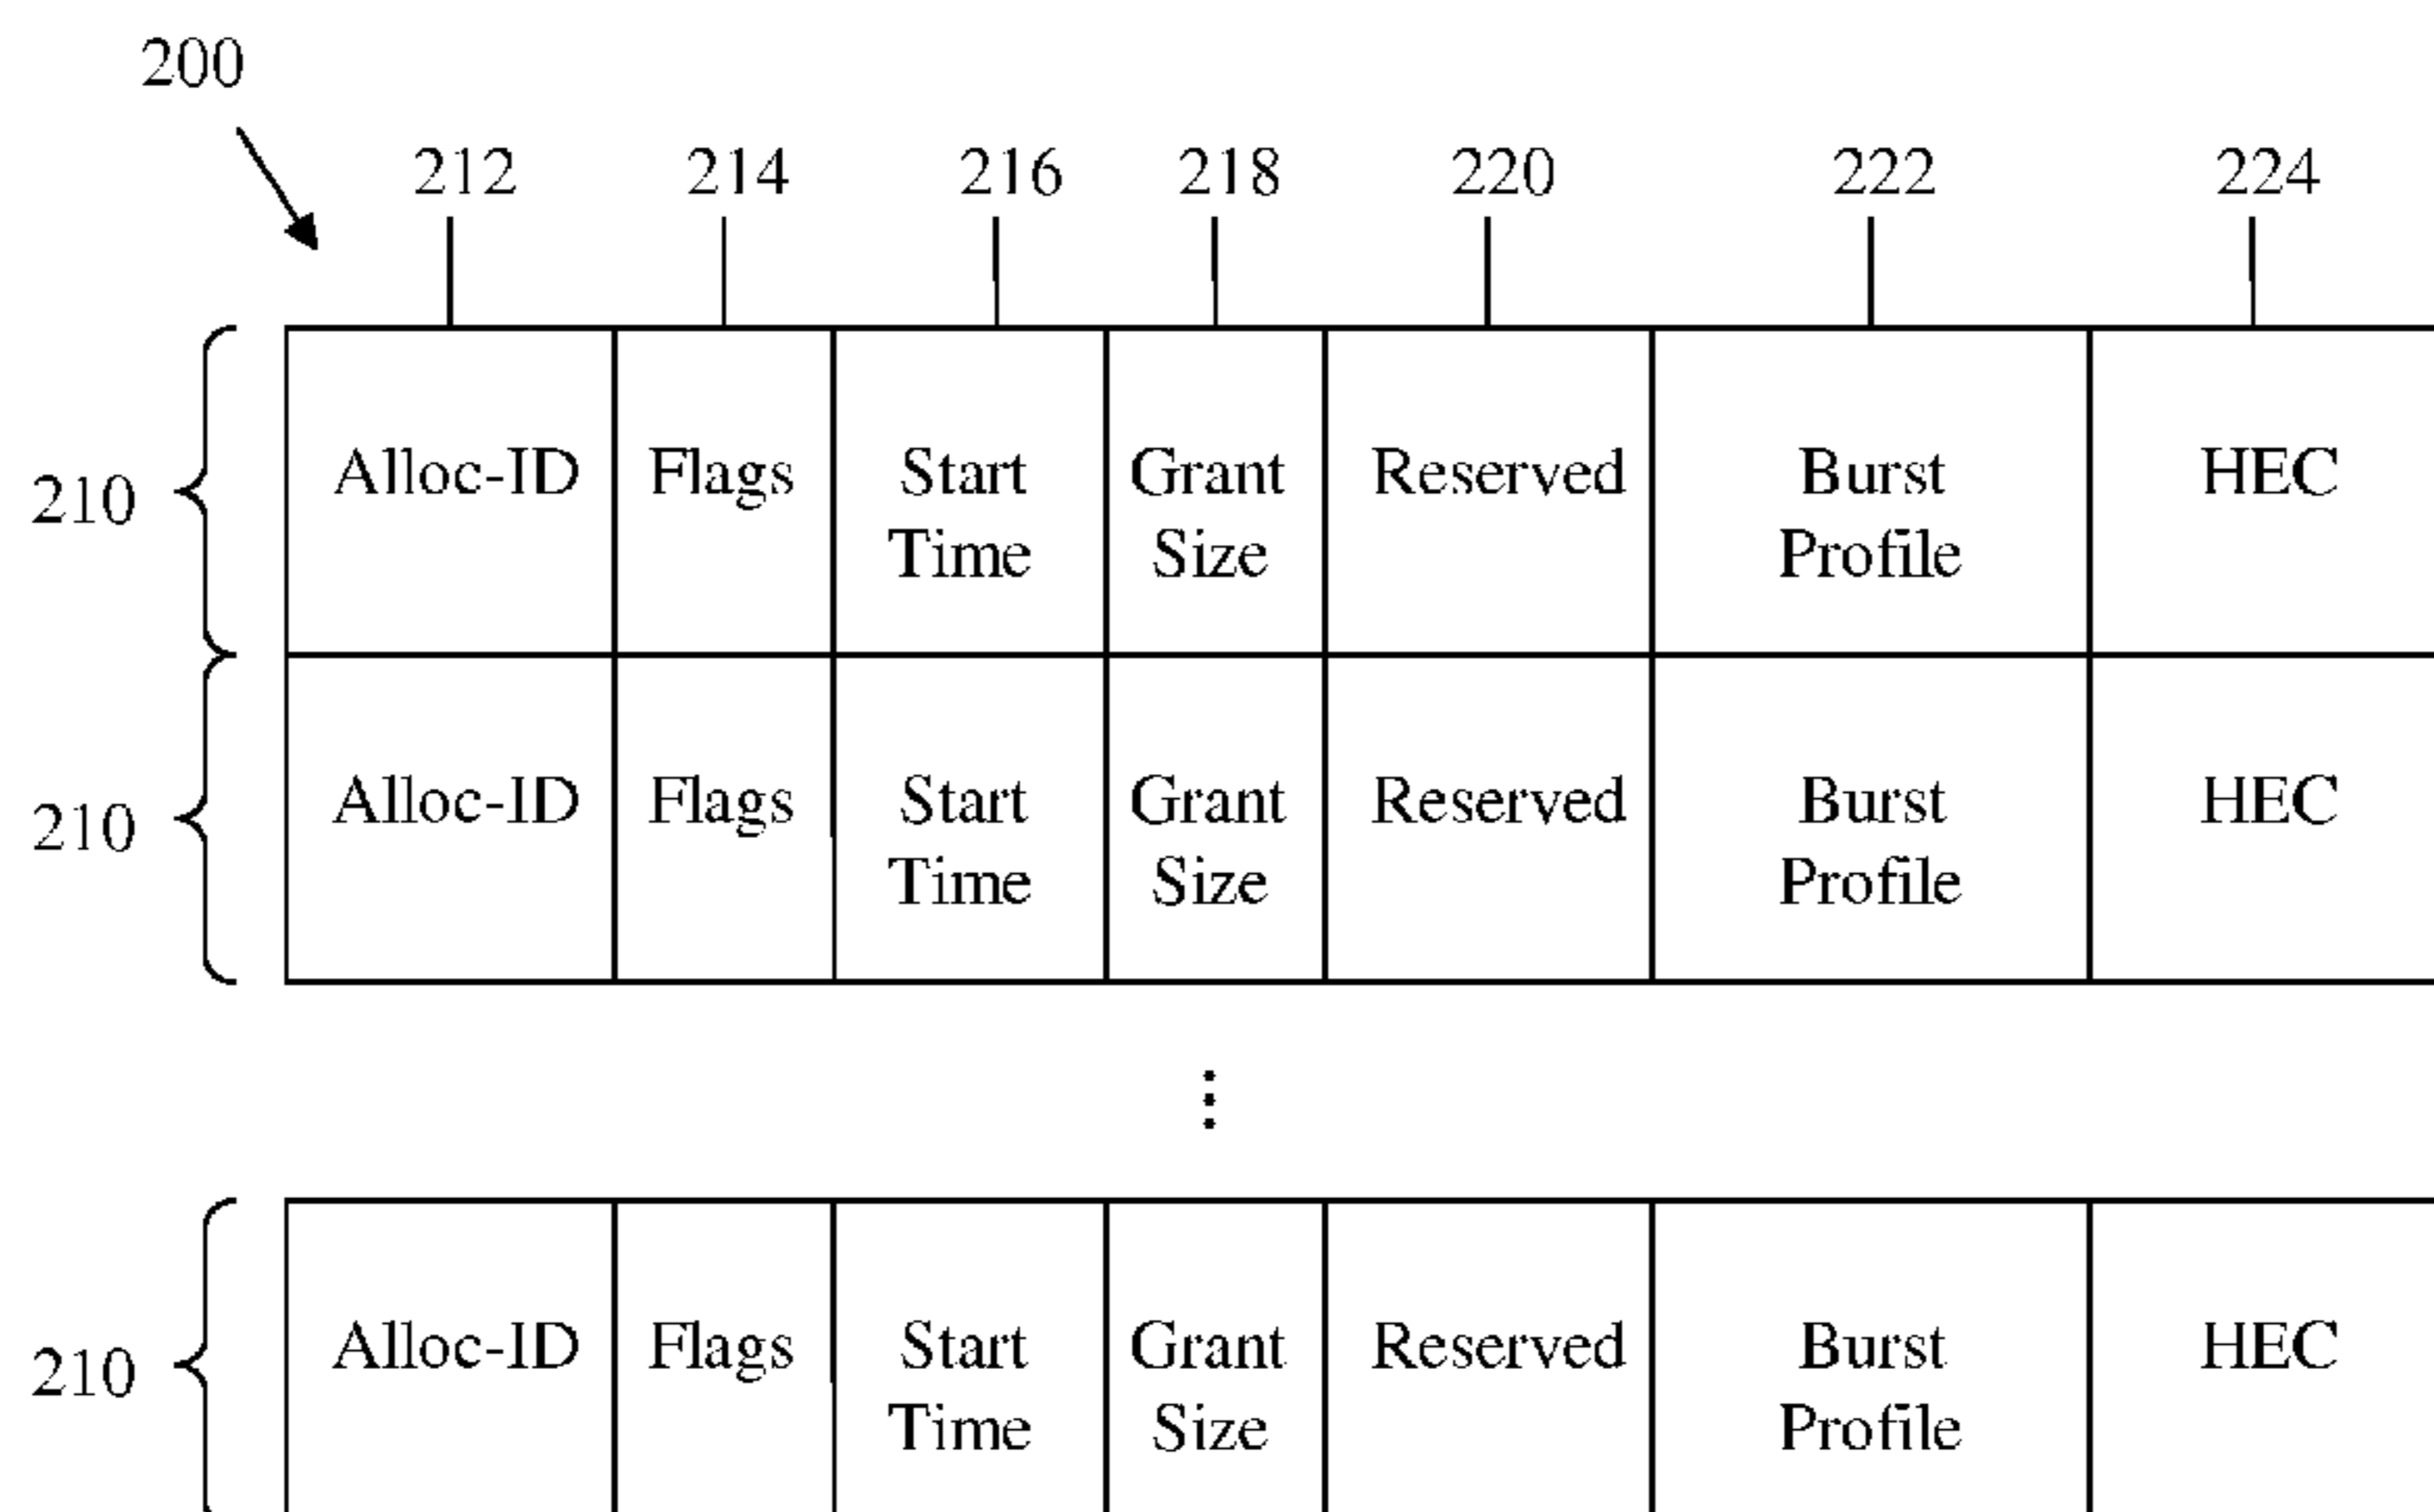 200
212 214 216 218 220 222 224
210 Alloc-ID Flags Start Time Grant Size Reserved Burst Profile HEC
210 Alloc-ID Flags Start Time Grant Size Reserved Burst Profile HEC
210 Alloc-ID Flags Start Time Grant Size Reserved Burst Profile HEC